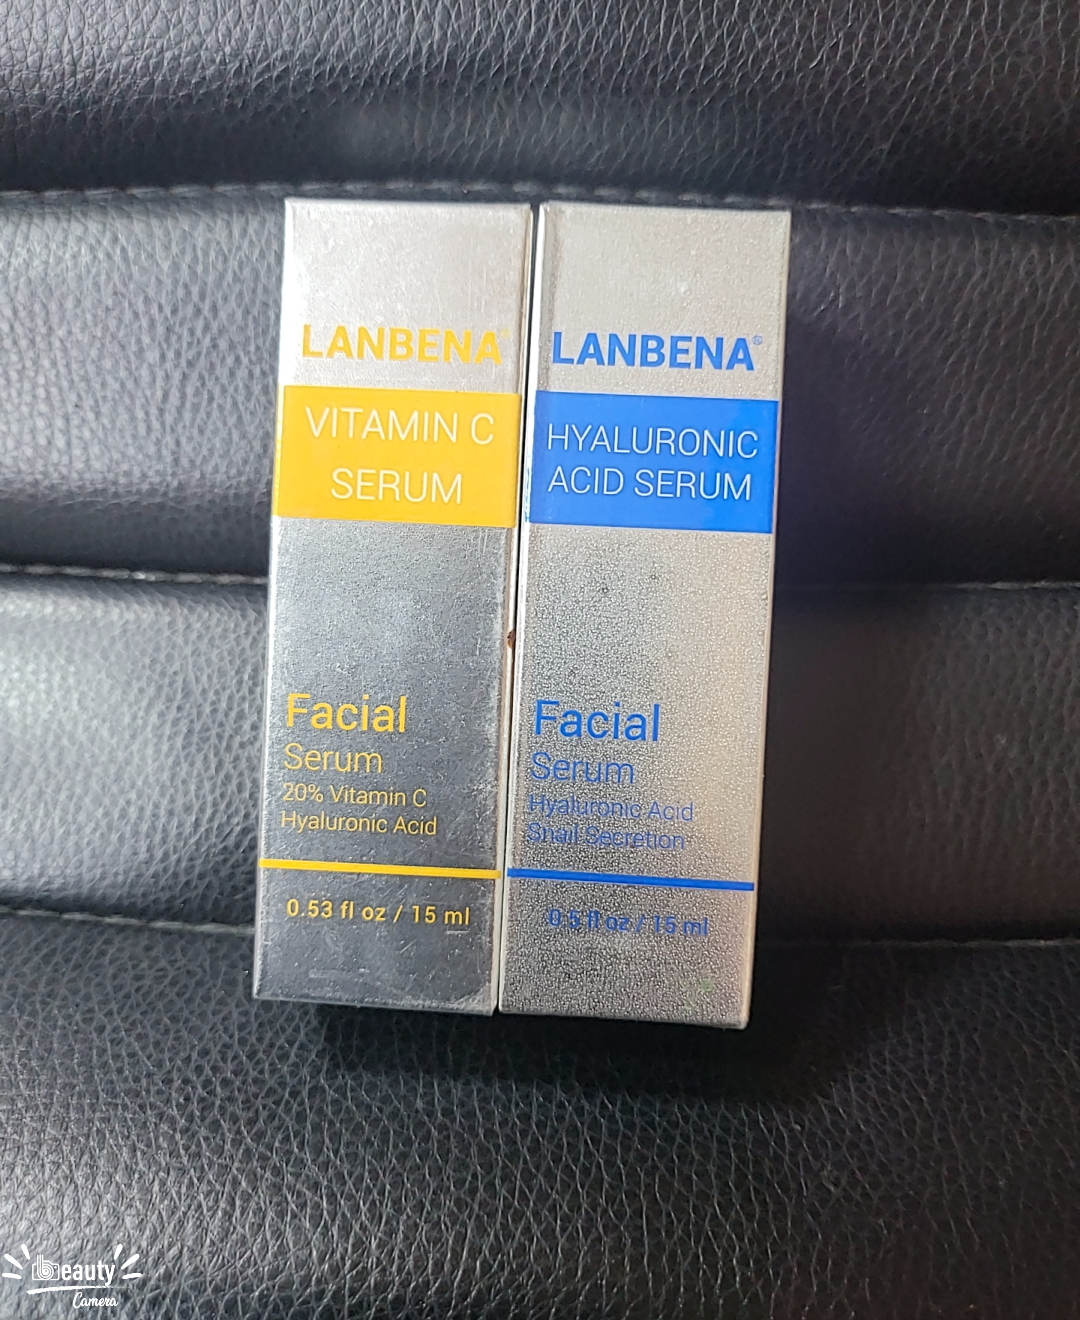 LANBENA
VITAMIN C
SERUM
Facial
Serum
20% Vitamin C
Hyaluronic Acid
0.53 fl oz / 15 ml
LANBENA®
HYALURONIC
ACID SERUM
Facial
Serum
Hyaluronic Acid
Snail Secretion
0.5 fl oz / 15 ml
beauty
Camera